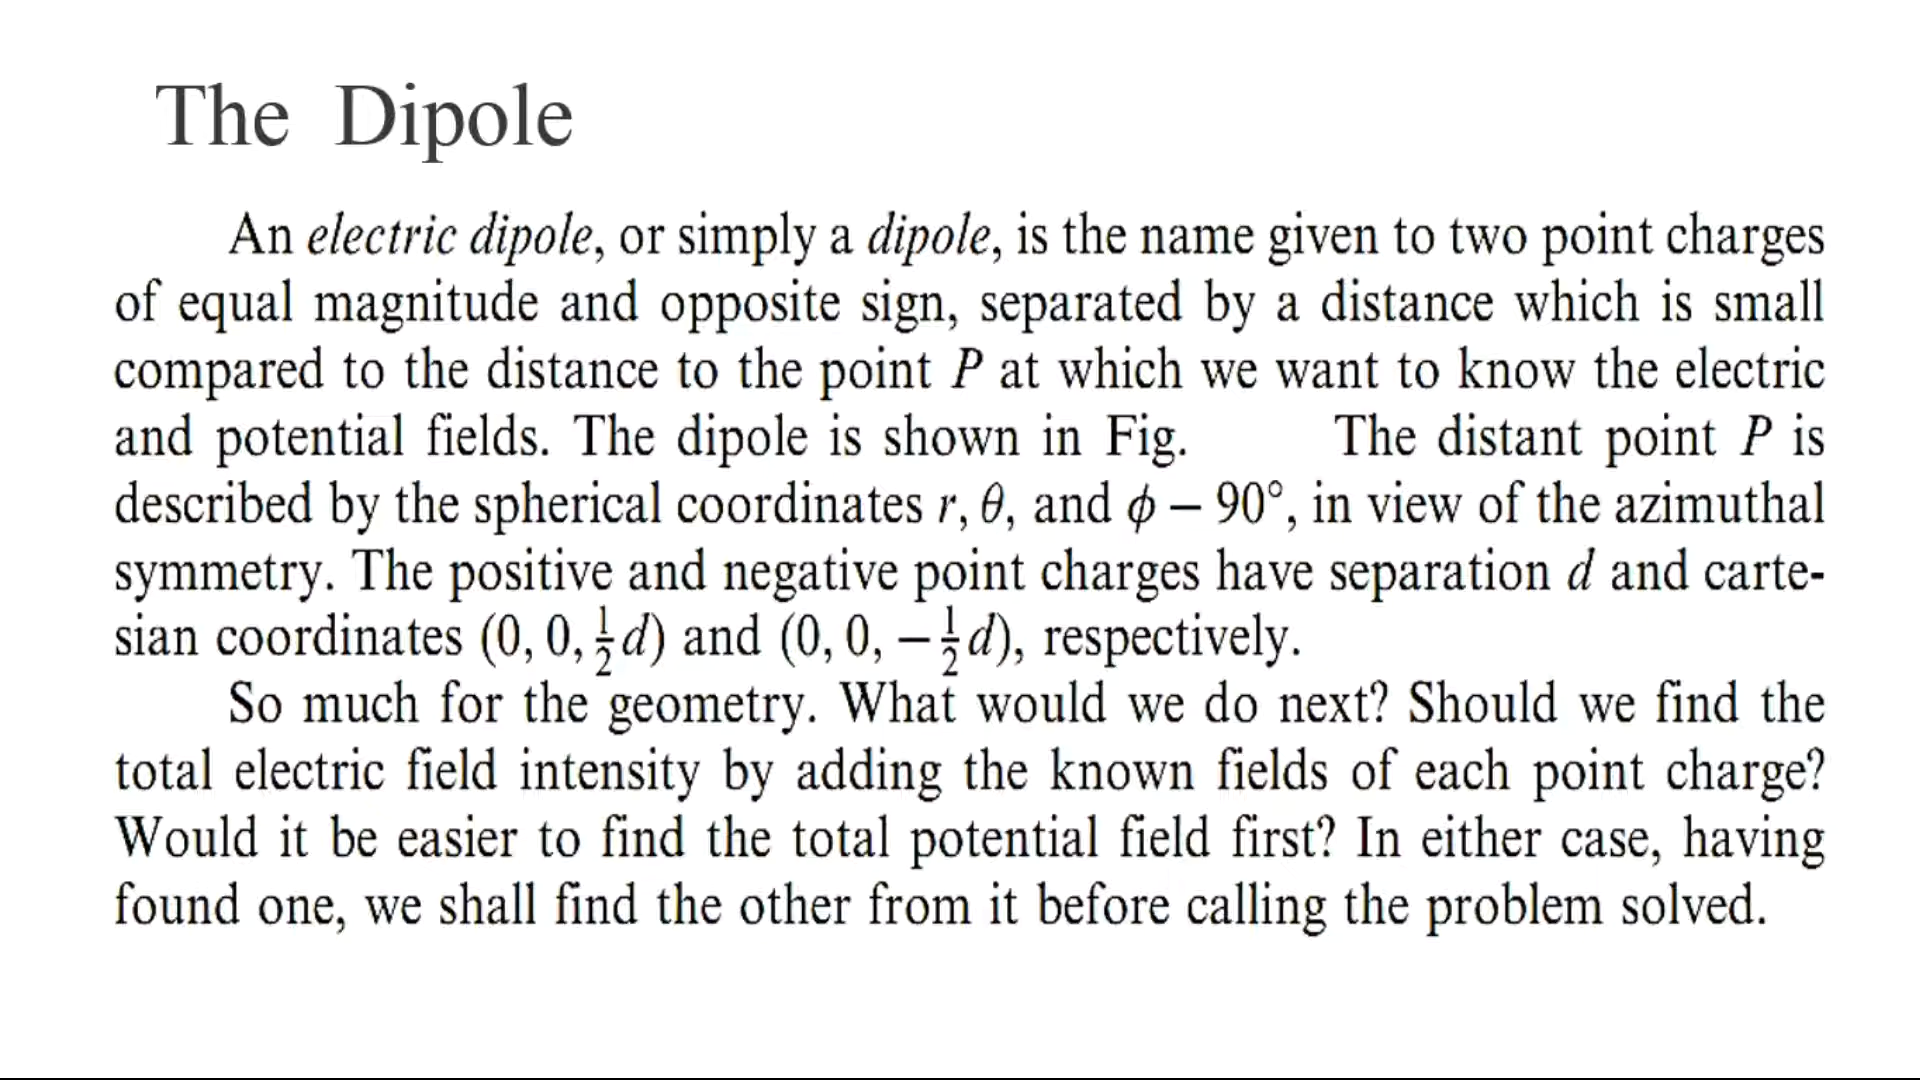 The Dipole
An electric dipole, or simply a dipole, is the name given to two point charges
of equal magnitude and opposite sign, separated by a distance which is small
compared to the distance to the point P at which we want to know the electric
and potential fields. The dipole is shown in Fig. The distant point P is
described by the spherical coordinates r, θ, and ϕ – 90°, in view of the azimuthal
symmetry. The positive and negative point charges have separation d and carte-
sian coordinates (0, 0, ½d) and (0, 0, –½d), respectively.
So much for the geometry. What would we do next? Should we find the
total electric field intensity by adding the known fields of each point charge?
Would it be easier to find the total potential field first? In either case, having
found one, we shall find the other from it before calling the problem solved.